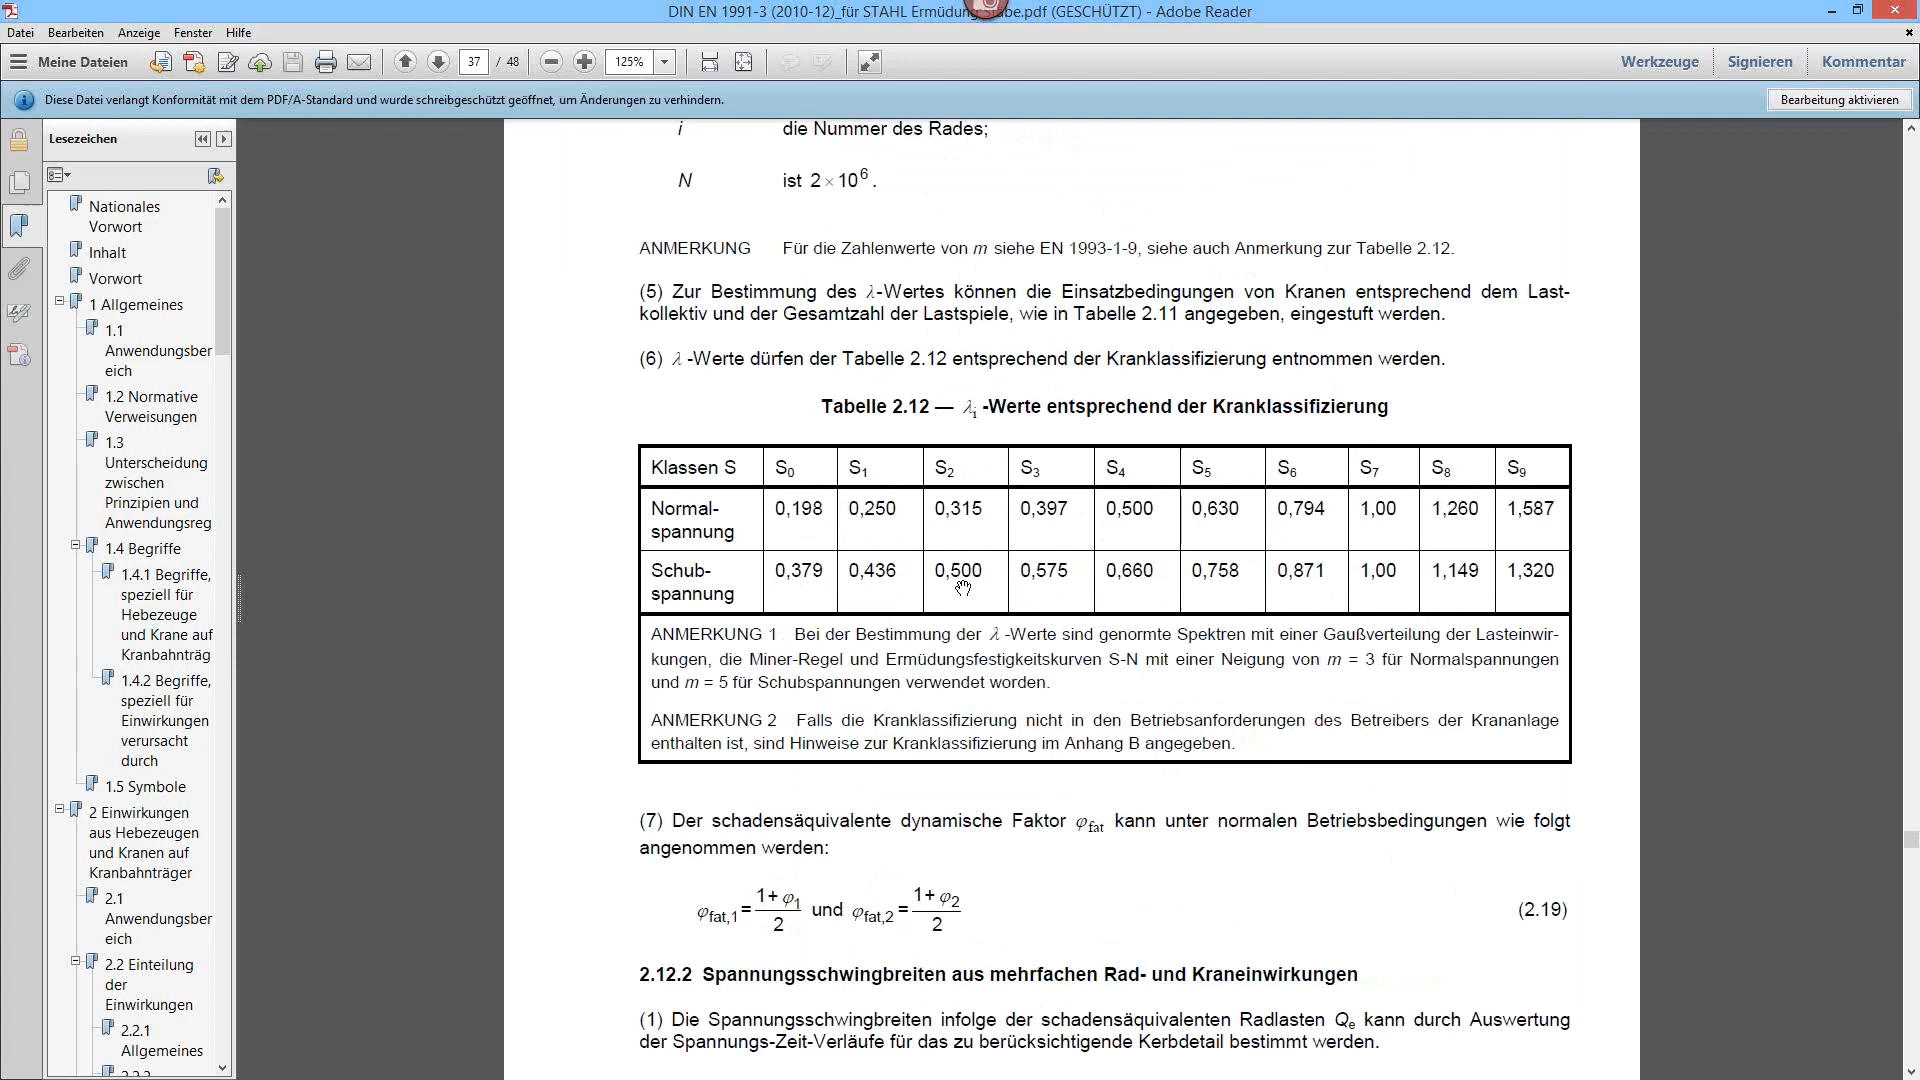 DIN EN 1991-3 (2010-12)_für STAHL Ermüdung Stäbe.pdf (GESCHÜTZT) - Adobe Reader
Datei Bearbeiten Anzeige Fenster Hilfe
Meine Dateien 37 / 48 125% Werkzeuge Signieren Kommentar
Diese Datei verlangt Konformität mit dem PDF/A-Standard und wurde schreibgeschützt geöffnet, um Änderungen zu verhindern. Bearbeitung aktivieren
Lesezeichen
Nationales
Vorwort
Inhalt
Vorwort
1 Allgemeines
1.1
Anwendungsber
eich
1.2 Normative
Verweisungen
1.3
Unterscheidung
zwischen
Prinzipien und
Anwendungsreg
1.4 Begriffe
1.4.1 Begriffe,
speziell für
Hebezeuge
und Krane auf
Kranbahnträg
1.4.2 Begriffe,
speziell für
Einwirkungen
verursacht
durch
1.5 Symbole
2 Einwirkungen
aus Hebezeugen
und Kranen auf
Kranbahnträger
2.1
Anwendungsber
eich
2.2 Einteilung
der
Einwirkungen
2.2.1
Allgemeines
i die Nummer des Rades;
N ist 2 × 10⁶ .
ANMERKUNG Für die Zahlenwerte von m siehe EN 1993-1-9, siehe auch Anmerkung zur Tabelle 2.12.
(5) Zur Bestimmung des λ-Wertes können die Einsatzbedingungen von Kranen entsprechend dem Last-
kollektiv und der Gesamtzahl der Lastspiele, wie in Tabelle 2.11 angegeben, eingestuft werden.
(6) λ -Werte dürfen der Tabelle 2.12 entsprechend der Kranklassifizierung entnommen werden.
Tabelle 2.12 — λi -Werte entsprechend der Kranklassifizierung
Klassen S S0 S1 S2 S3 S4 S5 S6 S7 S8 S9
Normal- 0,198 0,250 0,315 0,397 0,500 0,630 0,794 1,00 1,260 1,587
spannung
Schub- 0,379 0,436 0,500 0,575 0,660 0,758 0,871 1,00 1,149 1,320
spannung
ANMERKUNG 1 Bei der Bestimmung der λ -Werte sind genormte Spektren mit einer Gaußverteilung der Lasteinwir-
kungen, die Miner-Regel und Ermüdungsfestigkeitskurven S-N mit einer Neigung von m = 3 für Normalspannungen
und m = 5 für Schubspannungen verwendet worden.
ANMERKUNG 2 Falls die Kranklassifizierung nicht in den Betriebsanforderungen des Betreibers der Krananlage
enthalten ist, sind Hinweise zur Kranklassifizierung im Anhang B angegeben.
(7) Der schadensäquivalente dynamische Faktor φfat kann unter normalen Betriebsbedingungen wie folgt
angenommen werden:
φfat,1 = (1+ φ1)/2 und φfat,2 = (1+ φ2)/2 (2.19)
2.12.2 Spannungsschwingbreiten aus mehrfachen Rad- und Kraneinwirkungen
(1) Die Spannungsschwingbreiten infolge der schadensäquivalenten Radlasten Qe kann durch Auswertung
der Spannungs-Zeit-Verläufe für das zu berücksichtigende Kerbdetail bestimmt werden.